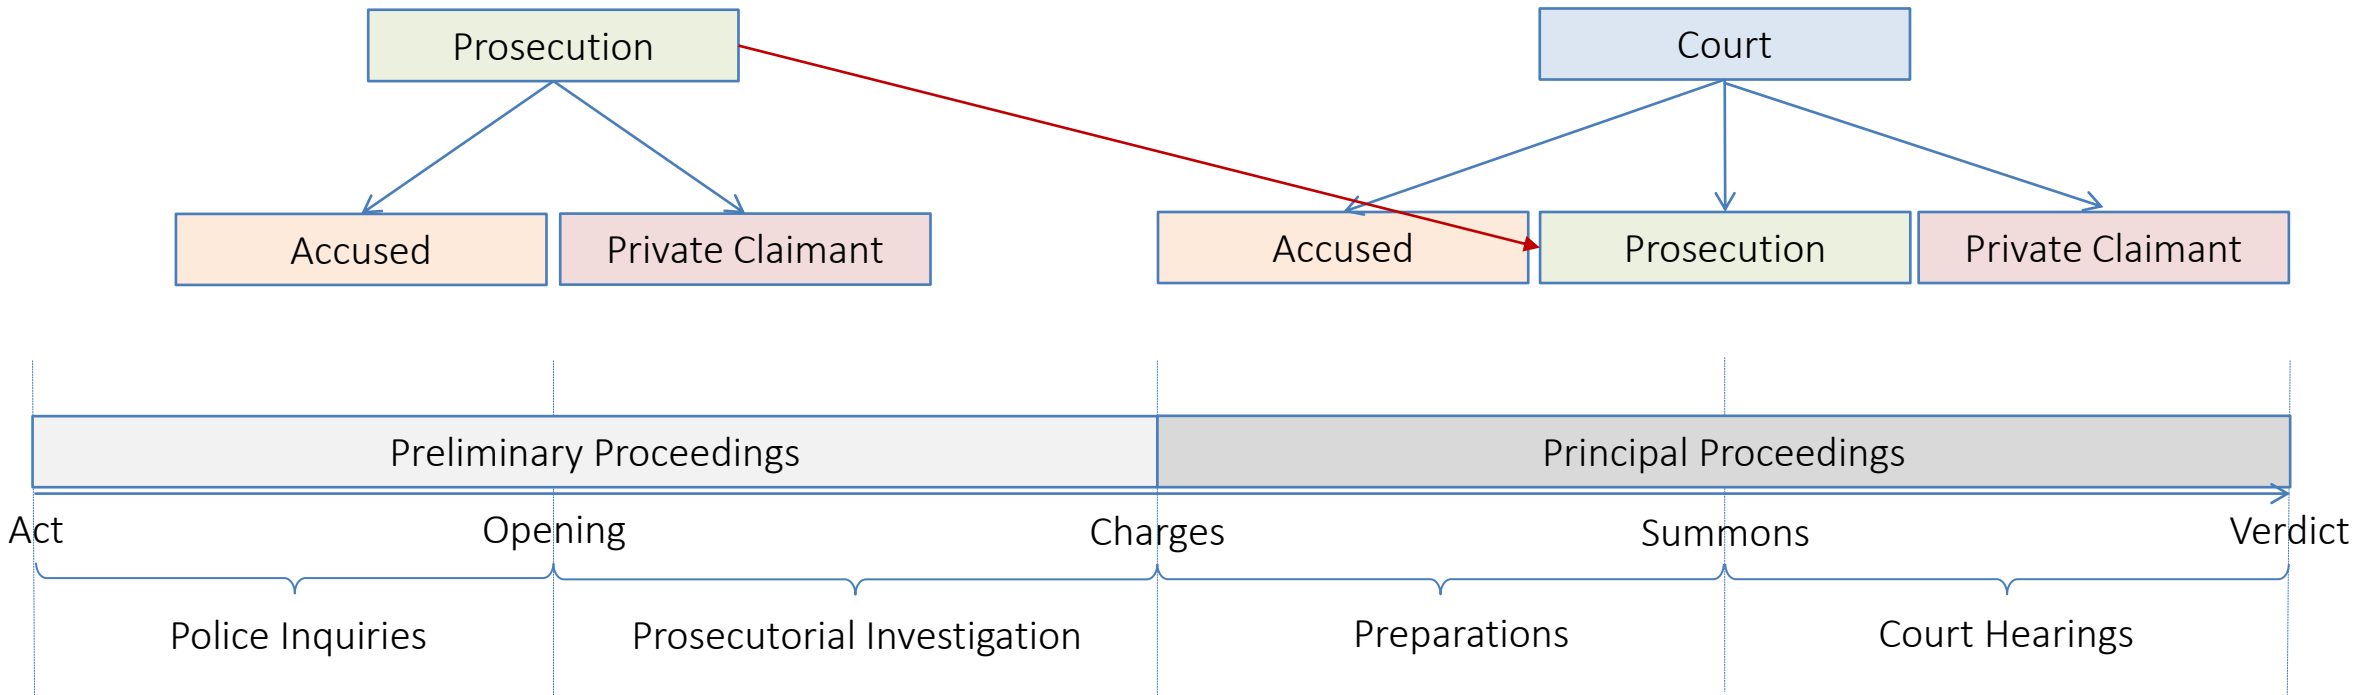 Prosecution
Court
Accused
Private Claimant
Accused
Prosecution
Private Claimant
Preliminary Proceedings
Principal Proceedings
Act
Opening
Charges
Summons
Verdict
Police Inquiries
Prosecutorial Investigation
Preparations
Court Hearings